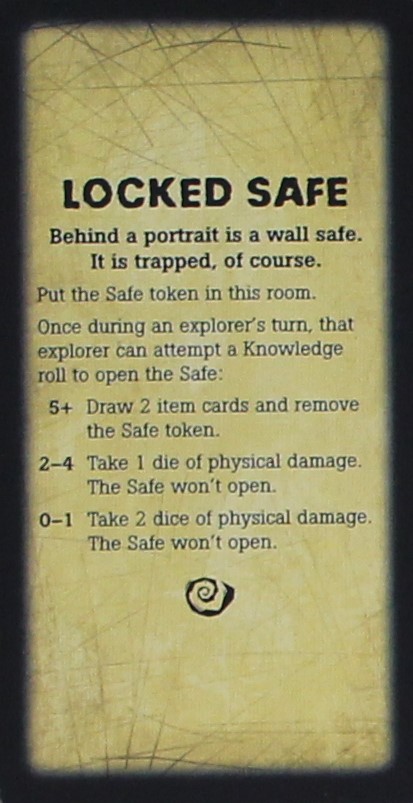 LOCKED SAFE
Behind a portrait is a wall safe.
It is trapped, of course.
Put the Safe token in this room.
Once during an explorer's turn, that
explorer can attempt a Knowledge
roll to open the Safe:
5+ Draw 2 item cards and remove
the Safe token.
2–4 Take 1 die of physical damage.
The Safe won't open.
0–1 Take 2 dice of physical damage.
The Safe won't open.